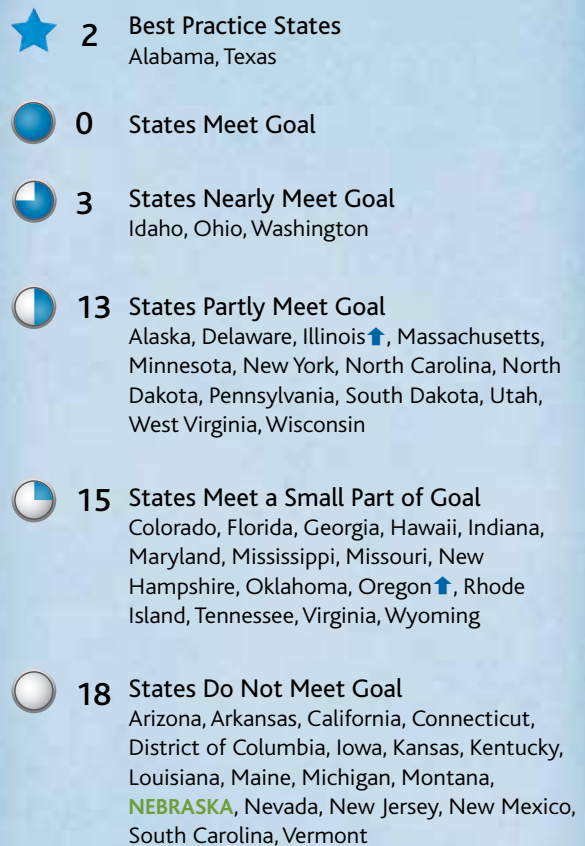 2 Best Practice States
Alabama, Texas
0 States Meet Goal
3 States Nearly Meet Goal
Idaho, Ohio, Washington
13 States Partly Meet Goal
Alaska, Delaware, Illinois⬆, Massachusetts,
Minnesota, New York, North Carolina, North
Dakota, Pennsylvania, South Dakota, Utah,
West Virginia, Wisconsin
15 States Meet a Small Part of Goal
Colorado, Florida, Georgia, Hawaii, Indiana,
Maryland, Mississippi, Missouri, New
Hampshire, Oklahoma, Oregon⬆, Rhode
Island, Tennessee, Virginia, Wyoming
18 States Do Not Meet Goal
Arizona, Arkansas, California, Connecticut,
District of Columbia, Iowa, Kansas, Kentucky,
Louisiana, Maine, Michigan, Montana,
NEBRASKA, Nevada, New Jersey, New Mexico,
South Carolina, Vermont